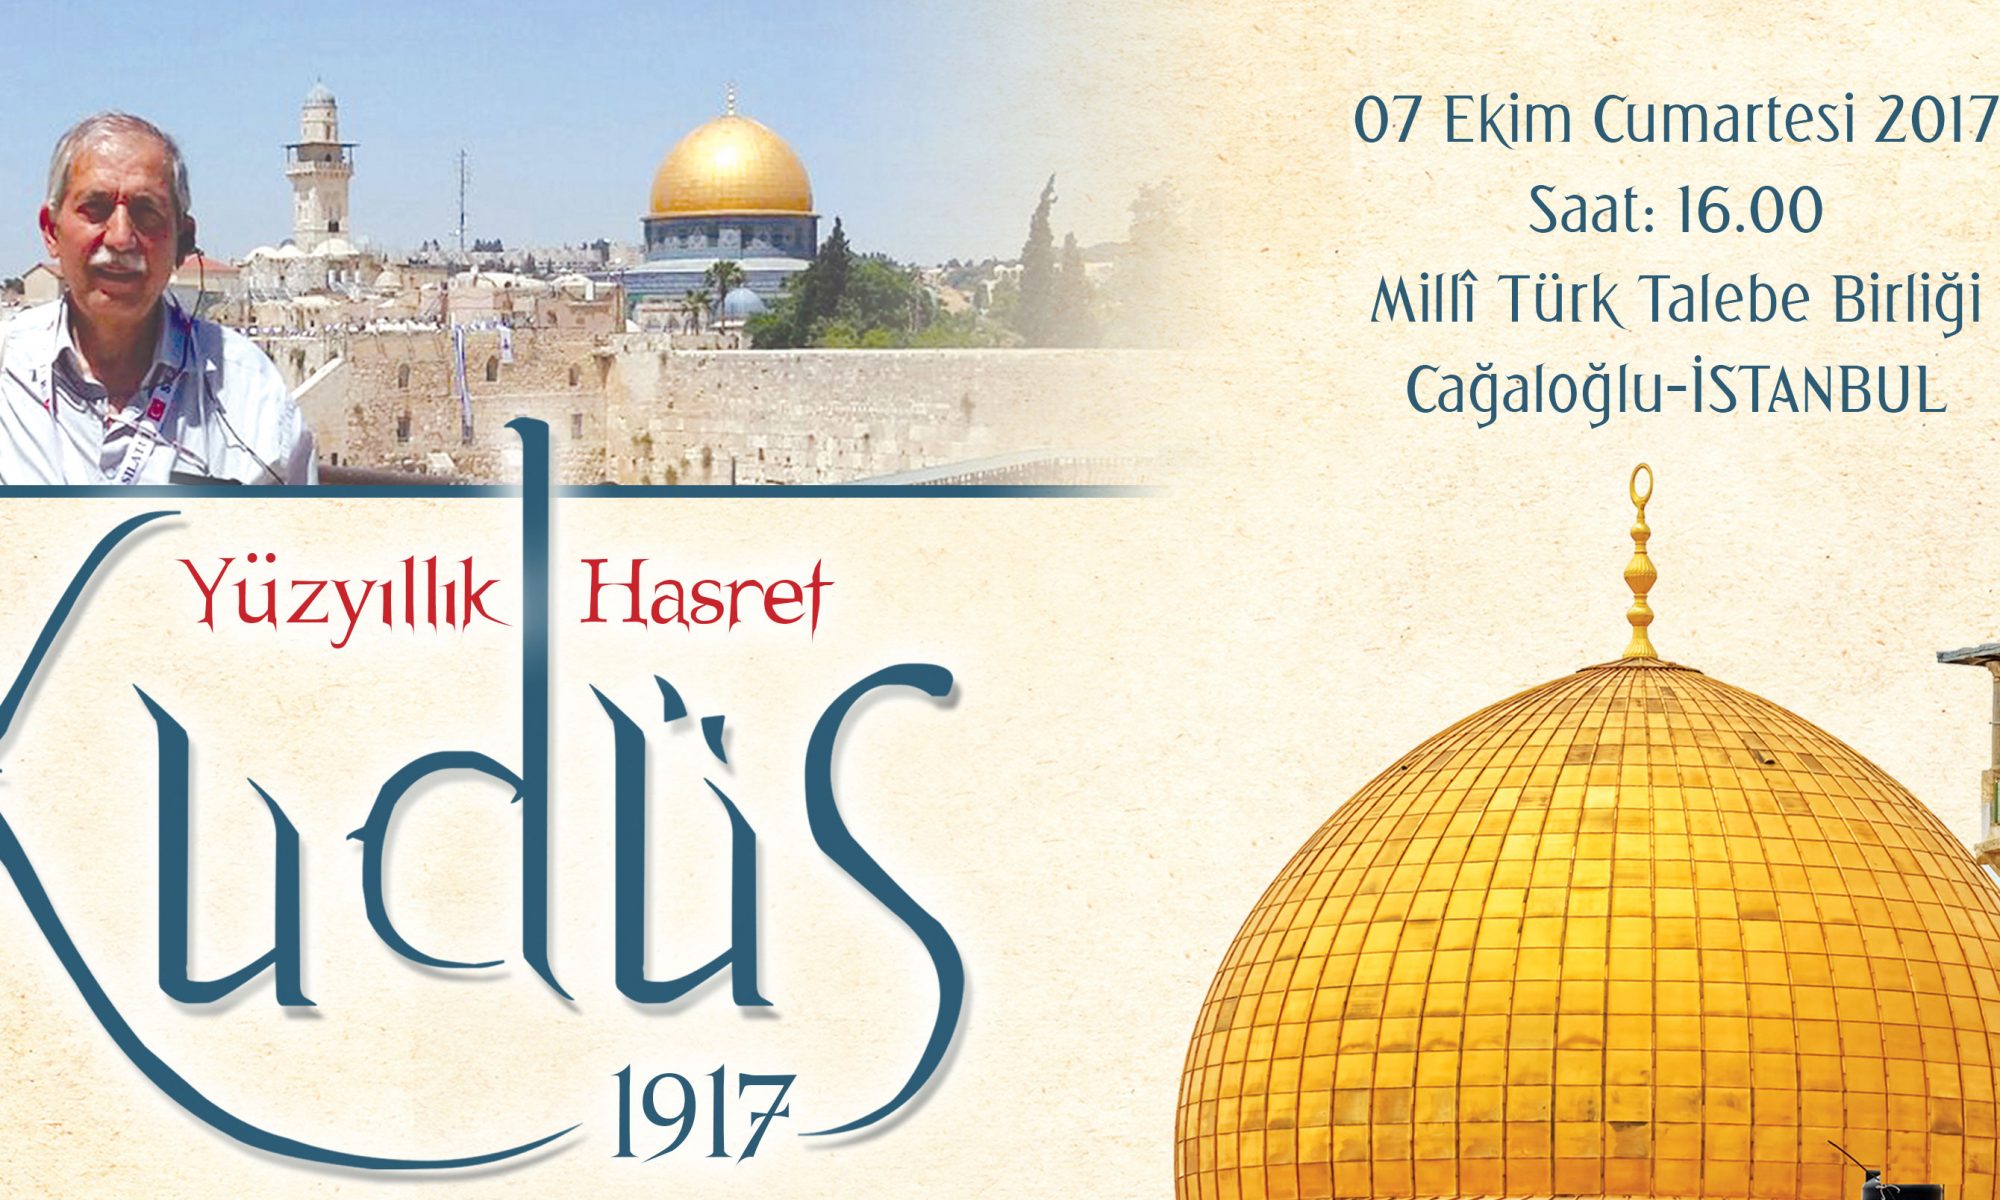 07 Ekim Cumartesi 2017
Saat: 16.00
Millî Türk Talebe Birliği
Cağaloğlu-İSTANBUL
Yüzyıllık Hasret
Kudüs
1917